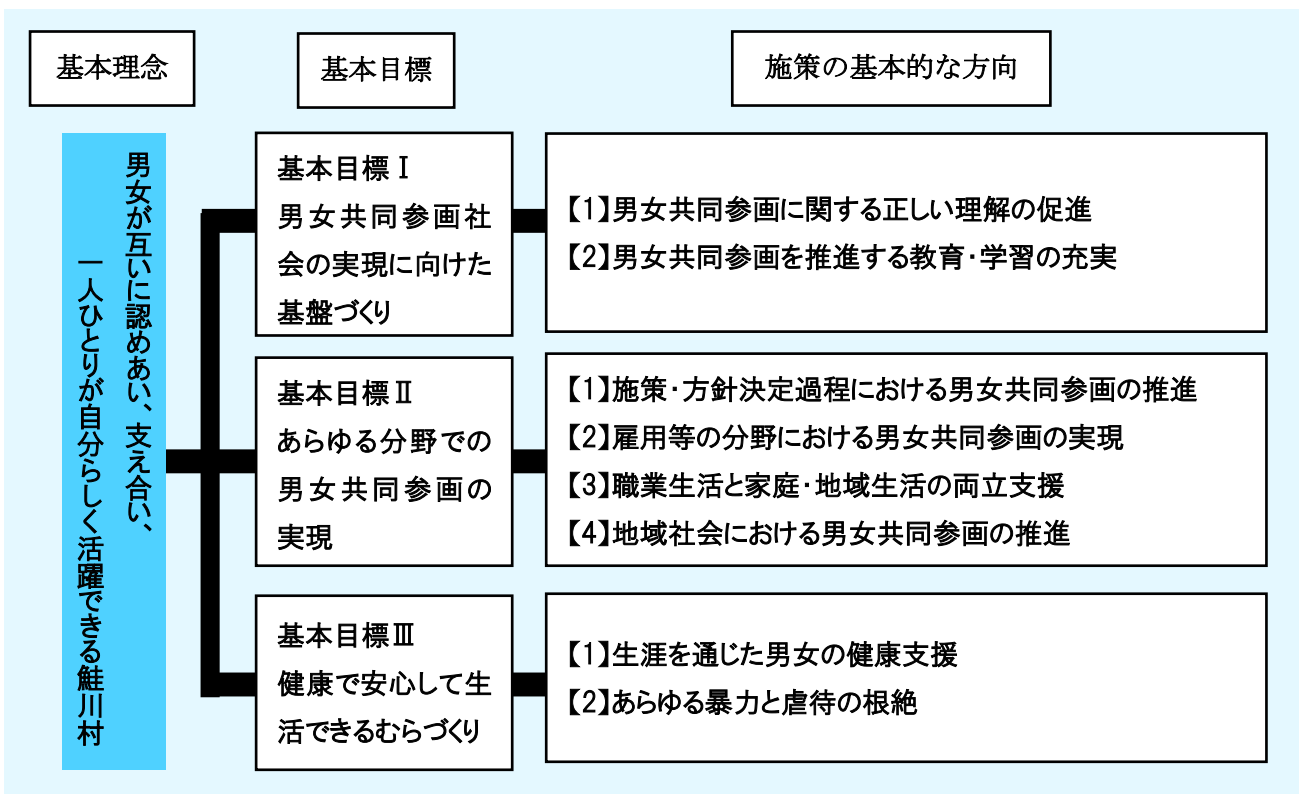 基本理念
基本目標
施策の基本的な方向
男女が互いに認めあい、支え合い、
一人ひとりが自分らしく活躍できる鮭川村
基本目標Ⅰ
男女共同参画社
会の実現に向けた
基盤づくり
【1】男女共同参画に関する正しい理解の促進
【2】男女共同参画を推進する教育・学習の充実
基本目標Ⅱ
あらゆる分野での
男女共同参画の
実現
【1】施策・方針決定過程における男女共同参画の推進
【2】雇用等の分野における男女共同参画の実現
【3】職業生活と家庭・地域生活の両立支援
【4】地域社会における男女共同参画の推進
基本目標Ⅲ
健康で安心して生
活できるむらづくり
【1】生涯を通じた男女の健康支援
【2】あらゆる暴力と虐待の根絶